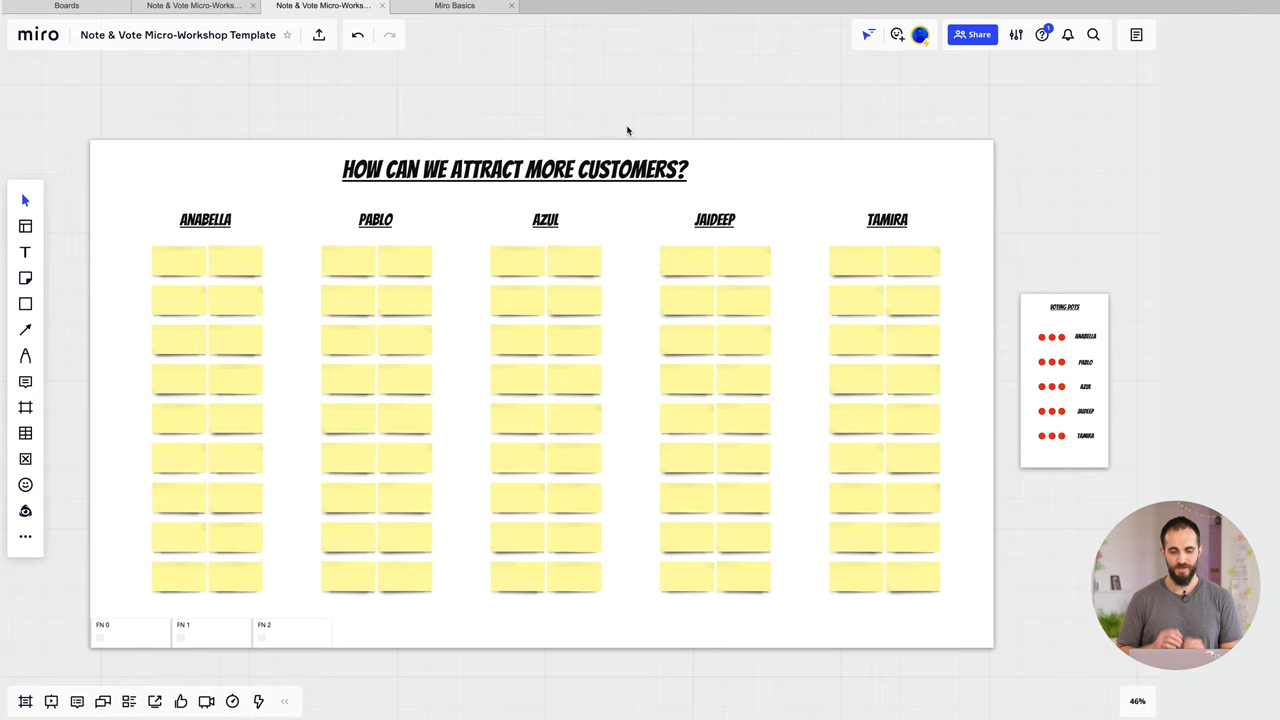 Boards
Note & Vote Micro-Works...
Note & Vote Micro-Works...
Miro Basics
miro
Note & Vote Micro-Workshop Template
Share
1
HOW CAN WE ATTRACT MORE CUSTOMERS?
ANABELLA
PABLO
AZUL
JAIDEEP
TAMIRA
VOTING DOTS
ANABELLA
PABLO
AZUL
JAIDEEP
TAMIRA
FN 0
FN 1
FN 2
46%